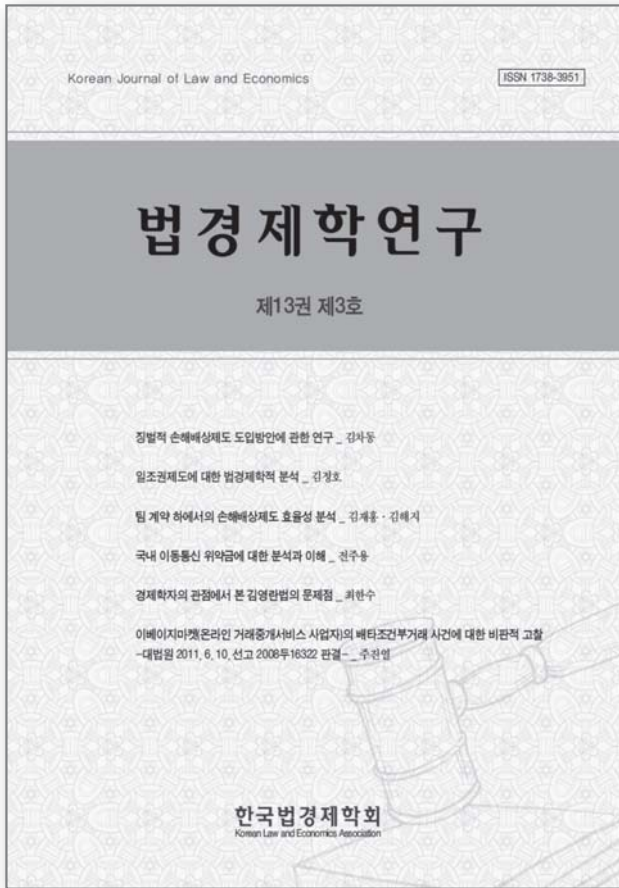 Korean Journal of Law and Economics
ISSN 1738-3951
법경제학연구
제13권 제3호
징벌적 손해배상제도 도입방안에 관한 연구 _ 김차동
일조권제도에 대한 법경제학적 분석 _ 김정호
팀 계약 하에서의 손해배상제도 효율성 분석 _ 김재홍 · 김해지
국내 이동통신 위약금에 대한 분석과 이해 _ 전주용
경제학자의 관점에서 본 김영란법의 문제점 _ 최한수
이베이지마켓(온라인 거래중개서비스 사업자)의 배타조건부거래 사건에 대한 비판적 고찰
-대법원 2011. 6. 10. 선고 2008두16322 판결- _ 주진열
한국법경제학회
Korean Law and Economics Association